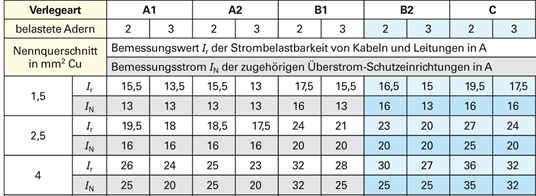 Verlegeart A1 A2 B1 B2 C
belastete Adern 2 3 2 3 2 3 2 3 2 3
Nennquerschnitt in mm² Cu
Bemessungswert Ir der Strombelastbarkeit von Kabeln und Leitungen in A
Bemessungsstrom IN der zugehörigen Überstrom-Schutzeinrichtungen in A
1,5 Ir 15,5 13,5 15,5 13 17,5 15,5 16,5 15 19,5 17,5
IN 13 13 13 13 16 13 16 13 16 16
2,5 Ir 19,5 18 18,5 17,5 24 21 23 20 27 24
IN 16 16 16 16 20 20 20 20 25 20
4 Ir 26 24 25 23 32 28 30 27 36 32
IN 25 20 25 20 32 25 25 25 35 32